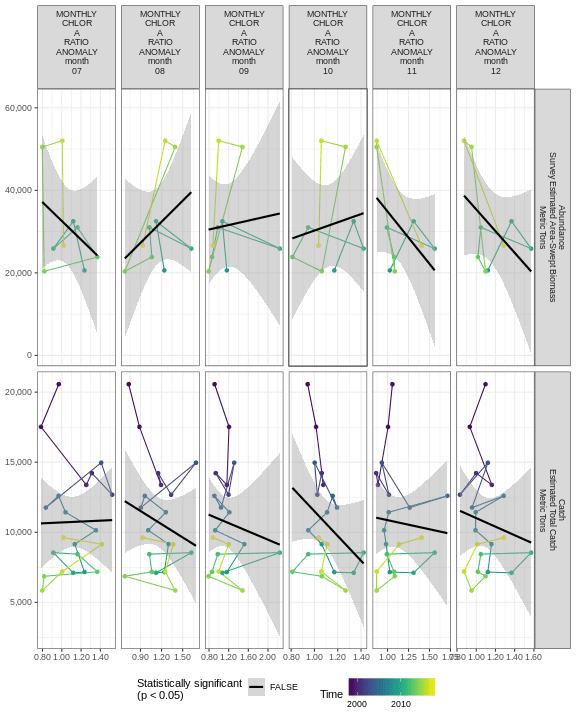 MONTHLY
CHLOR
A
RATIO
ANOMALY
month
07
MONTHLY
CHLOR
A
RATIO
ANOMALY
month
08
MONTHLY
CHLOR
A
RATIO
ANOMALY
month
09
MONTHLY
CHLOR
A
RATIO
ANOMALY
month
10
MONTHLY
CHLOR
A
RATIO
ANOMALY
month
11
MONTHLY
CHLOR
A
RATIO
ANOMALY
month
12
60,000
40,000
20,000
0
Abundance
Survey Estimated Area-Swept Biomass
Metric Tons
20,000
15,000
10,000
5,000
Catch
Estimated Total Catch
Metric Tons
0.80 1.00 1.20 1.40
0.90 1.20 1.50
0.80 1.20 1.60 2.00
0.80 1.00 1.20 1.40
1.00 1.25 1.50
1.00 1.20 1.40 1.60
Statistically significant
(p < 0.05)
FALSE
Time
2000 2010